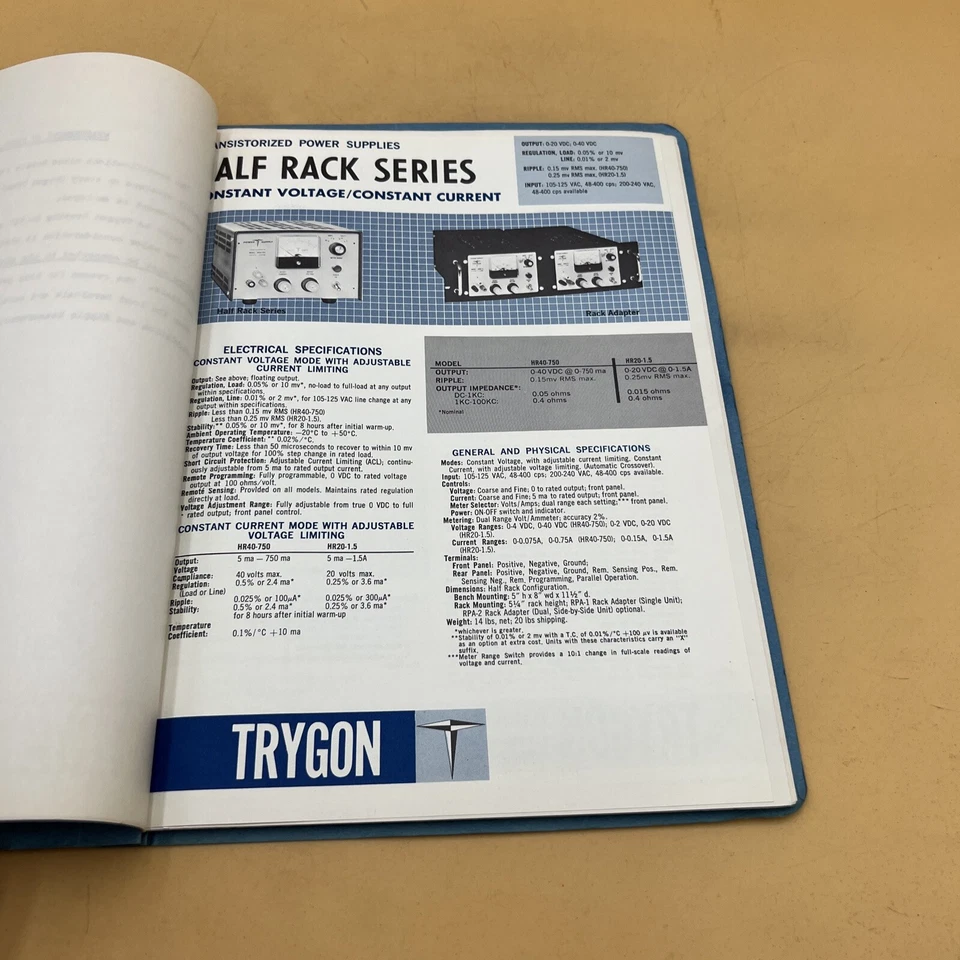 ANSISTORIZED POWER SUPPLIES
ALF RACK SERIES
ONSTANT VOLTAGE/CONSTANT CURRENT
OUTPUT: 0-20 VDC; 0-40 VDC
REGULATION, LOAD: 0.05% or 10 mv
LINE: 0.01% or 2 mv
RIPPLE: 0.15 mv RMS max (HR40-750)
0.25 mv RMS max, (HR20-1.5)
INPUT: 105-125 VAC, 48-400 cps; 200-240 VAC,
48-400 cps available
Half Rack Series
Rack Adapter
ELECTRICAL SPECIFICATIONS
CONSTANT VOLTAGE MODE WITH ADJUSTABLE
CURRENT LIMITING
Output: See above; floating output.
Regulation, Load: 0.05% or 10 mv*, no-load to full-load at any output
within specifications.
Regulation, Line: 0.01% or 2 mv*, for 105-125 VAC line change at any
output within specifications.
Ripple: Less than 0.15 mv RMS (HR40-750)
Less than 0.25 mv RMS (HR20-1.5).
Stability:** 0.05% or 10 mv*, for 8 hours after initial warm-up.
Ambient Operating Temperature: −20°C to +50°C.
Temperature Coefficient:** 0.02%/°C.
Recovery Time: Less than 50 microseconds to recover to within 10 mv
of output voltage for 100% step change in rated load.
Short Circuit Protection: Adjustable Current Limiting (ACL); continu-
ously adjustable from 5 ma to rated output current.
Remote Programming: Fully programmable, 0 VDC to rated voltage
output at 100 ohms/volt.
Remote Sensing: Provided on all models. Maintains rated regulation
directly at load.
Voltage Adjustment Range: Fully adjustable from true 0 VDC to full
rated output; front panel control.
CONSTANT CURRENT MODE WITH ADJUSTABLE
VOLTAGE LIMITING
HR40-750 HR20-1.5
Output: 5 ma — 750 ma 5 ma —1.5A
Voltage
Compliance: 40 volts max. 20 volts max.
Regulation: 0.5% or 2.4 ma* 0.25% or 3.6 ma*
(Load or Line)
Ripple: 0.025% or 100μA* 0.025% or 300μA*
Stability: 0.5% or 2.4 ma* 0.25% or 3.6 ma*
for 8 hours after initial warm-up
Temperature
Coefficient: 0.1%/°C +10 ma
MODEL HR40-750 HR20-1.5
OUTPUT: 0-40 VDC @ 0-750 ma 0-20 VDC @ 0-1.5A
RIPPLE: 0.15mv RMS max. 0.25mv RMS max.
OUTPUT IMPEDANCE*:
DC-1KC: 0.05 ohms 0.015 ohms
1KC-100KC: 0.4 ohms 0.4 ohms
*Nominal
GENERAL AND PHYSICAL SPECIFICATIONS
Modes: Constant Voltage, with adjustable current limiting. Constant
Current, with adjustable voltage limiting. (Automatic Crossover).
Input: 105-125 VAC, 48-400 cps; 200-240 VAC, 48-400 cps available.
Controls:
Voltage: Coarse and Fine; 0 to rated output; front panel.
Current: Coarse and Fine; 5 ma to rated output; front panel.
Meter Selector: Volts/Amps; dual range each setting;*** front panel.
Power: ON-OFF switch and indicator.
Metering: Dual Range Volt/Ammeter; accuracy 2%.
Voltage Ranges: 0-4 VDC, 0-40 VDC (HR40-750); 0-2 VDC, 0-20 VDC
(HR20-1.5).
Current Ranges: 0-0.075A, 0-0.75A (HR40-750); 0-0.15A, 0-1.5A
(HR20-1.5).
Terminals:
Front Panel: Positive, Negative, Ground;
Rear Panel: Positive, Negative, Ground, Rem. Sensing Pos., Rem.
Sensing Neg., Rem. Programming, Parallel Operation.
Dimensions: Half Rack Configuration.
Bench Mounting: 5" h x 8" wd x 11½" d.
Rack Mounting: 5¼" rack height; RPA-1 Rack Adapter (Single Unit);
RPA-2 Rack Adapter (Dual, Side-by-Side Unit) optional.
Weight: 14 lbs, net; 20 lbs shipping.
*whichever is greater.
**Stability of 0.01% or 2 mv with a T.C. of 0.01%/°C +100 μv is available
as an option at extra cost. Units with these characteristics carry an "X"
suffix.
***Meter Range Switch provides a 10:1 change in full-scale readings of
voltage and current.
TRYGON